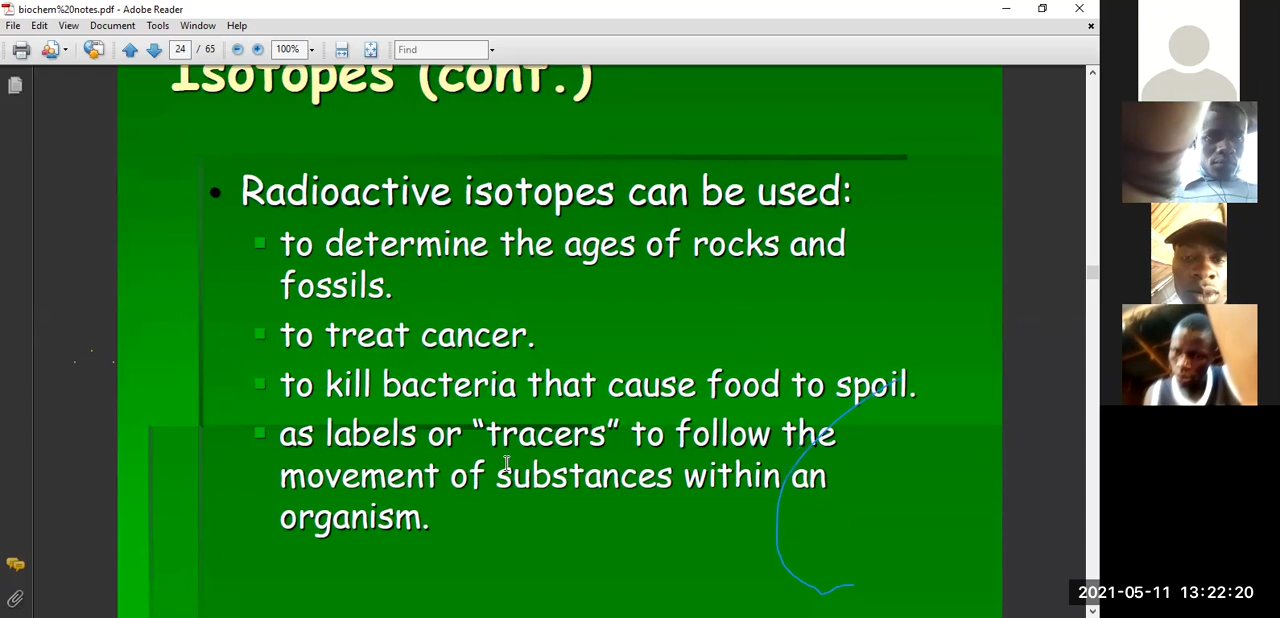 biochem%20notes.pdf - Adobe Reader
File Edit View Document Tools Window Help
24 / 65 100% Find
Isotopes (cont.)
• Radioactive isotopes can be used:
to determine the ages of rocks and
fossils.
to treat cancer.
to kill bacteria that cause food to spoil.
as labels or “tracers” to follow the
movement of substances within an
organism.
2021-05-11 13:22:20